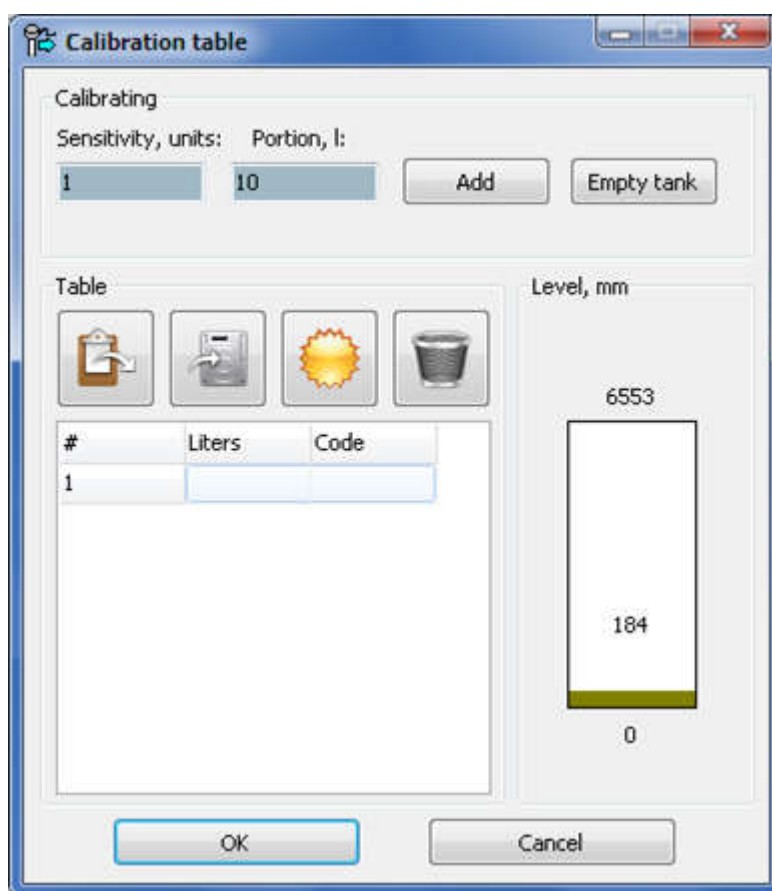 Calibration table
Calibrating
Sensitivity, units: Portion, l:
1 10 Add Empty tank
Table
Level, mm
6553
# Liters Code
1
184
0
OK Cancel